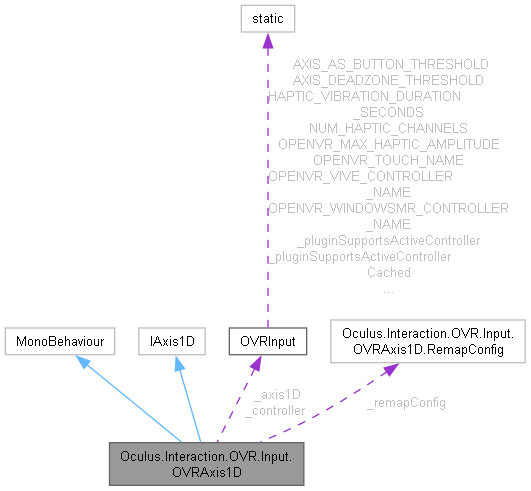 static
AXIS_AS_BUTTON_THRESHOLD
AXIS_DEADZONE_THRESHOLD
HAPTIC_VIBRATION_DURATION
_SECONDS
NUM_HAPTIC_CHANNELS
OPENVR_MAX_HAPTIC_AMPLITUDE
OPENVR_TOUCH_NAME
OPENVR_VIVE_CONTROLLER
_NAME
OPENVR_WINDOWSMR_CONTROLLER
_NAME
_pluginSupportsActiveController
_pluginSupportsActiveController
Cached
...
MonoBehaviour
IAxis1D
OVRInput
Oculus.Interaction.OVR.Input.
OVRAxis1D.RemapConfig
_axis1D
_controller
_remapConfig
Oculus.Interaction.OVR.Input.
OVRAxis1D